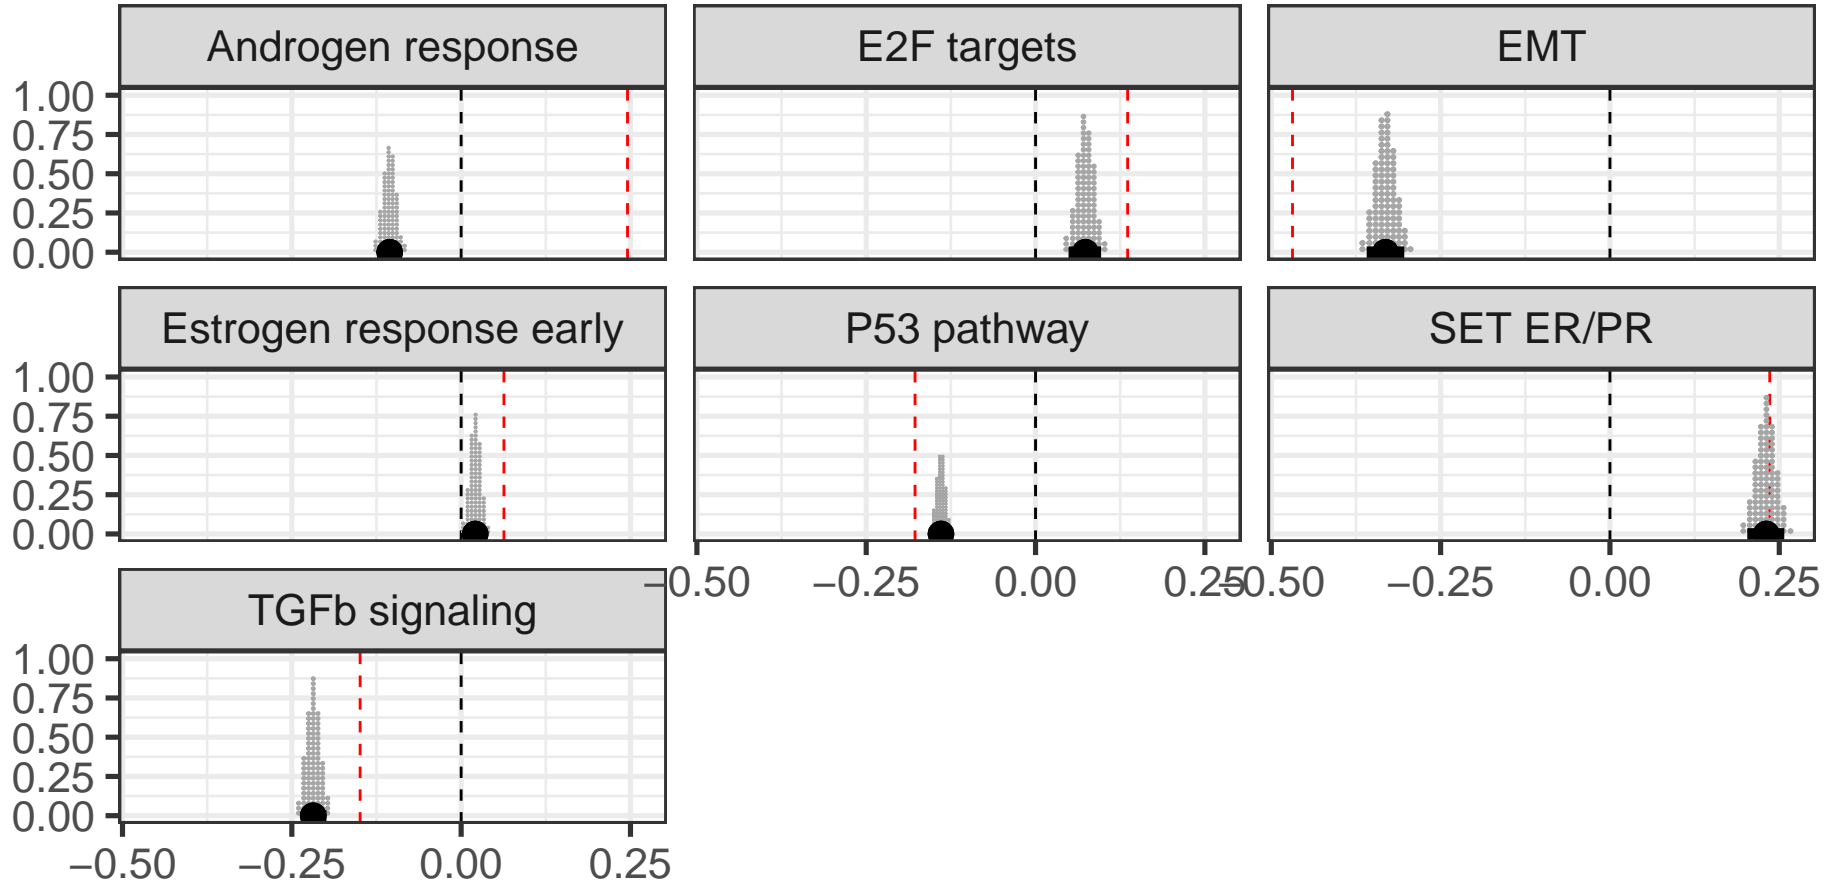 Androgen response
E2F targets
EMT
1.00
0.75
0.50
0.25
0.00
Estrogen response early
P53 pathway
SET ER/PR
1.00
0.75
0.50
0.25
0.00
−0.50 −0.25 0.00 0.25
−0.50 −0.25 0.00 0.25
TGFb signaling
1.00
0.75
0.50
0.25
0.00
−0.50 −0.25 0.00 0.25